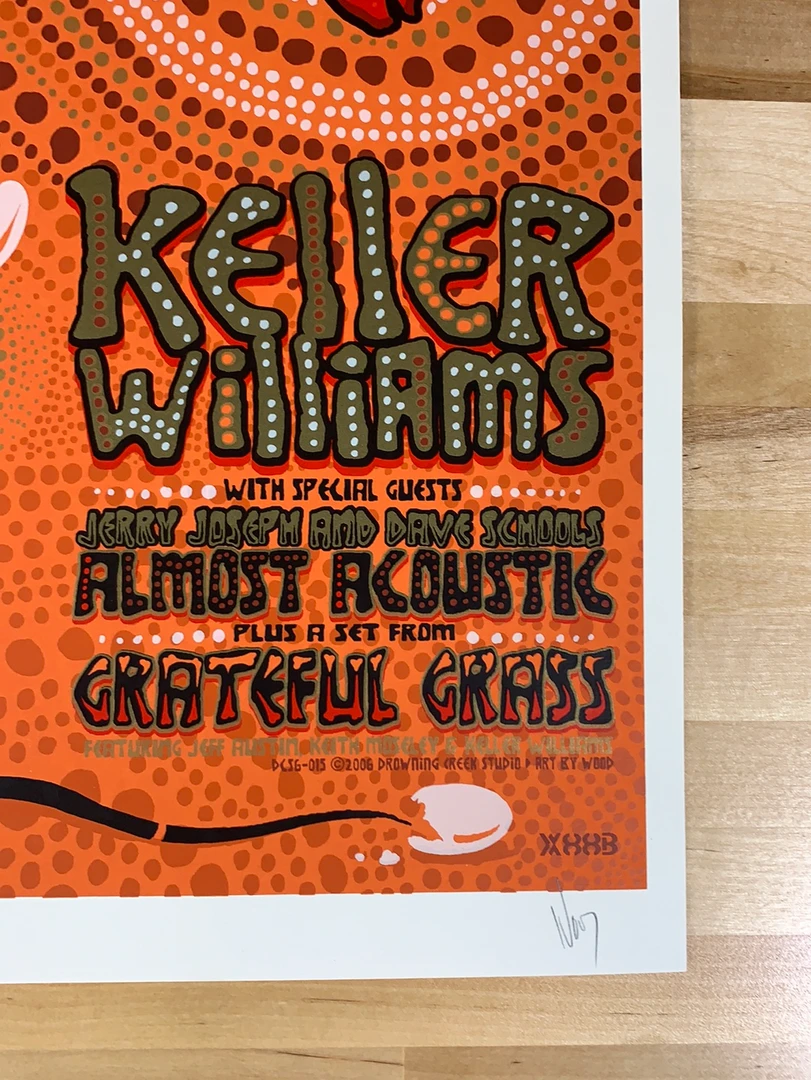 KELLER
WILLIAMS
WITH SPECIAL GUESTS
JERRY JOSEPH AND DAVE SCHOOLS
ALMOST ACOUSTIC
PLUS A SET FROM
GRATEFUL GRASS
FEATURING JEFF AUSTIN, KEITH MOSELEY & KELLER WILLIAMS
DCS6-015 ©2006 DROWNING CREEK STUDIO ART BY WOOD
X88B